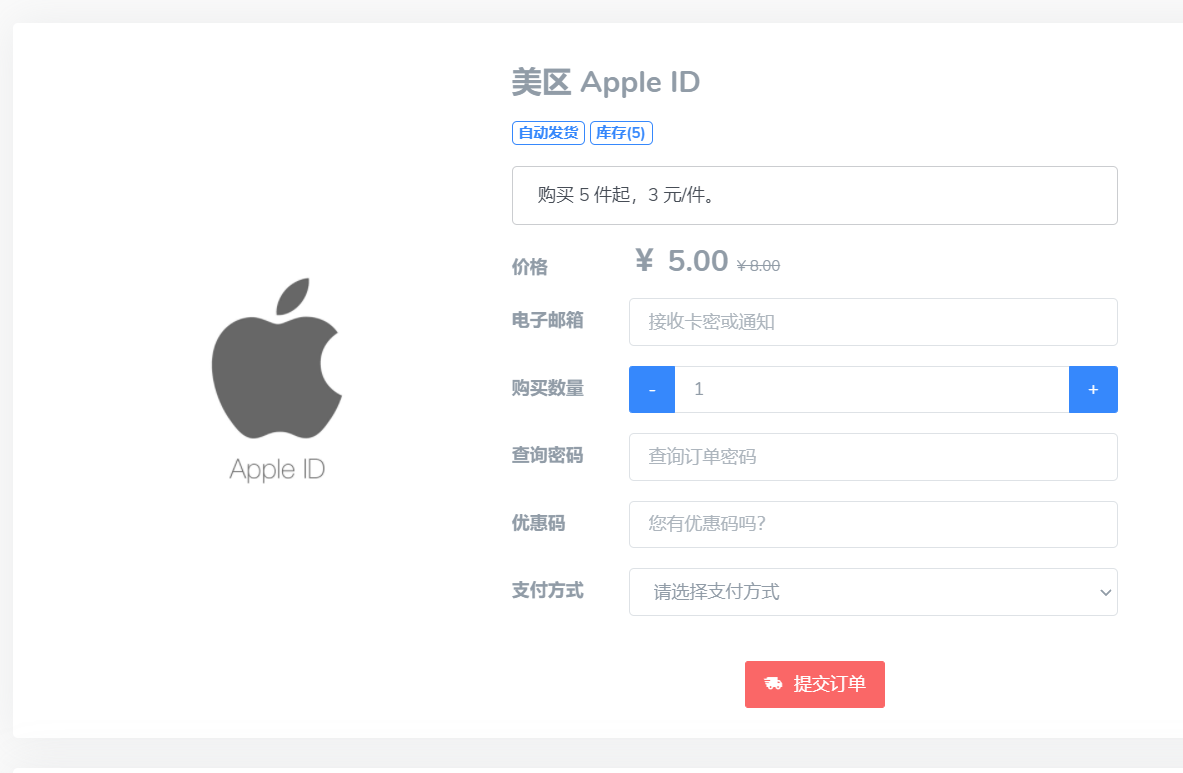 美区 Apple ID
自动发货 库存(5)
购买 5 件起，3 元/件。
价格 ¥ 5.00 ¥ 8.00
电子邮箱 接收卡密或通知
购买数量 - 1 +
查询密码 查询订单密码
优惠码 您有优惠码吗?
支付方式 请选择支付方式
提交订单
Apple ID